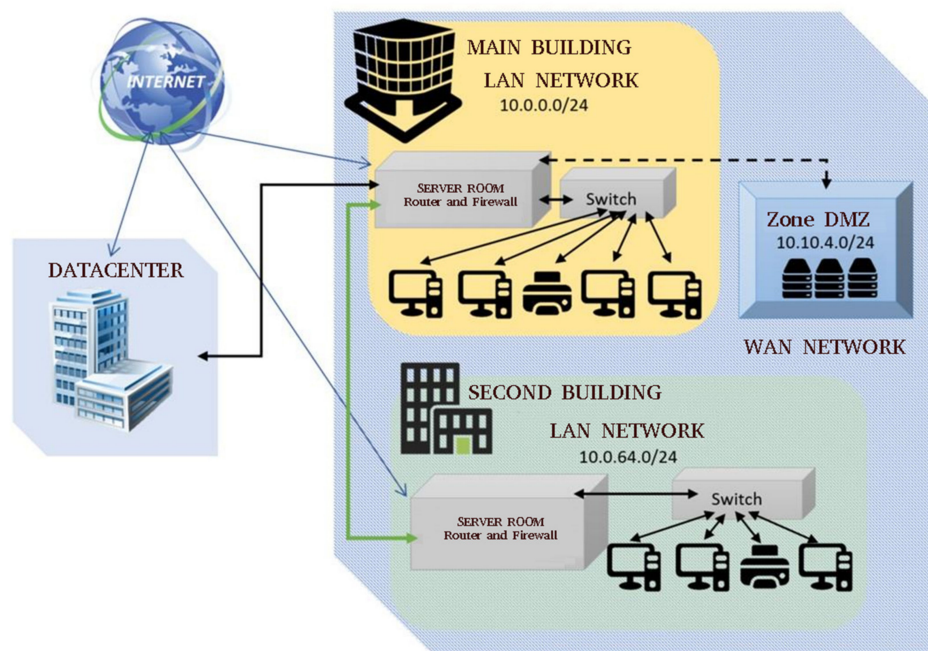 INTERNET
MAIN BUILDING
LAN NETWORK
10.0.0.0/24
SERVER ROOM
Router and Firewall
Switch
Zone DMZ
10.10.4.0/24
WAN NETWORK
DATACENTER
SECOND BUILDING
LAN NETWORK
10.0.64.0/24
SERVER ROOM
Router and Firewall
Switch